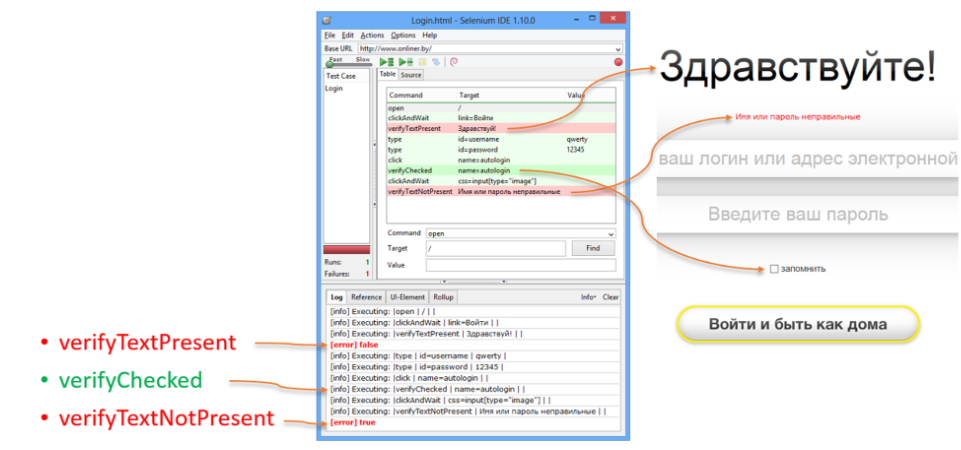 Login.html - Selenium IDE 1.10.0
File Edit Actions Options Help
Base URL http://www.onliner.by/
Fast Slow
Test Case
Login
Table Source
Command Target Value
open /
clickAndWait link=Войти
verifyTextPresent Здравствуй!
type id=username qwerty
type id=password 12345
click name=autologin
verifyChecked name=autologin
clickAndWait css=input[type="image"]
verifyTextNotPresent Имя или пароль неправильные
Command open
Target / Find
Value
Runs: 1
Failures: 1
Log Reference UI-Element Rollup Info Clear
[info] Executing: |open | / | |
[info] Executing: |clickAndWait | link=Войти | |
[info] Executing: |verifyTextPresent | Здравствуй! | |
[error] false
[info] Executing: |type | id=username | qwerty |
[info] Executing: |type | id=password | 12345 |
[info] Executing: |click | name=autologin | |
[info] Executing: |verifyChecked | name=autologin | |
[info] Executing: |clickAndWait | css=input[type="image"] | |
[info] Executing: |verifyTextNotPresent | Имя или пароль неправильные | |
[error] true
• verifyTextPresent
• verifyChecked
• verifyTextNotPresent
Здравствуйте!
Имя или пароль неправильные
ваш логин или адрес электронной
Введите ваш пароль
запомнить
Войти и быть как дома